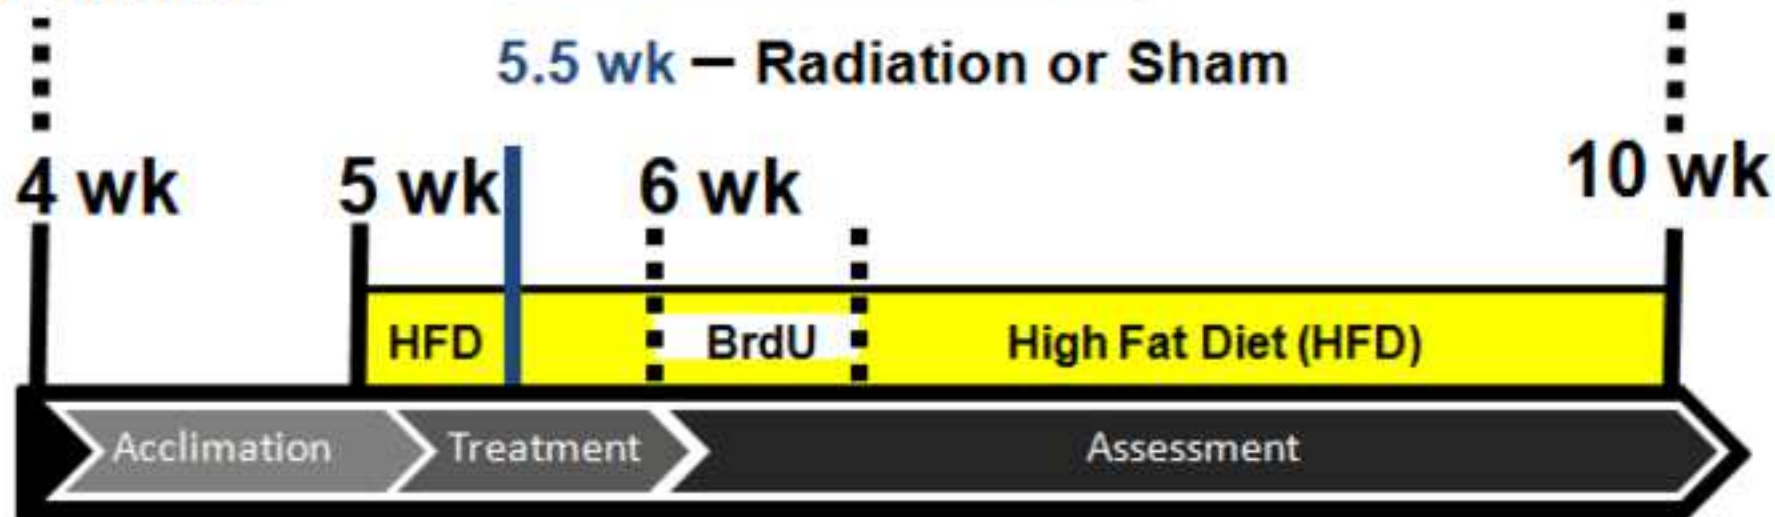 5.5 wk – Radiation or Sham
4 wk 5 wk 6 wk 10 wk
HFD BrdU High Fat Diet (HFD)
Acclimation Treatment Assessment